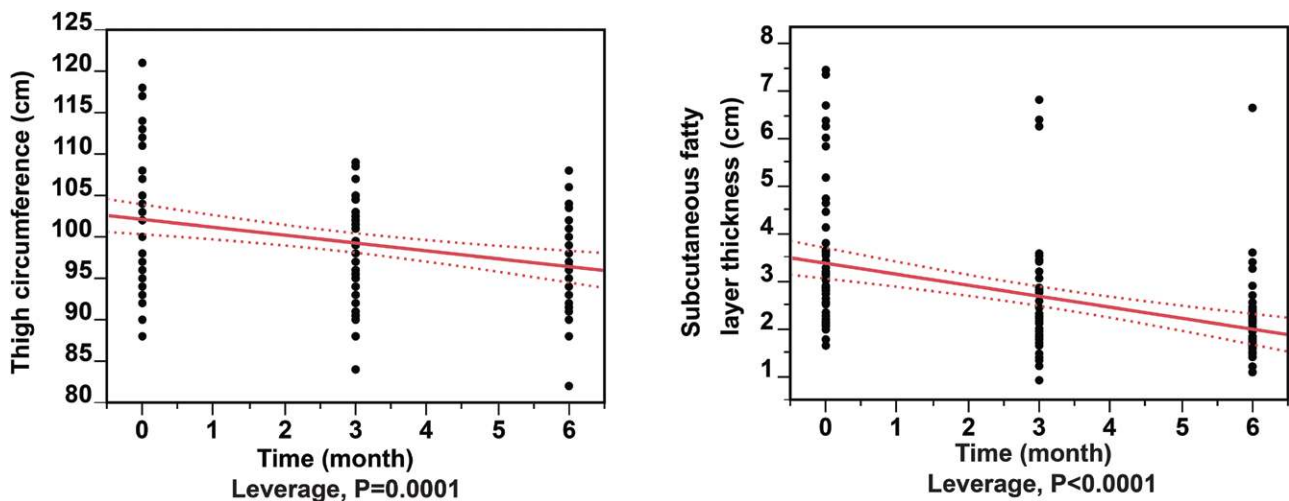 Thigh circumference (cm)
125
120
115
110
105
100
95
90
85
80
0 1 2 3 4 5 6
Time (month)
Leverage, P=0.0001
Subcutaneous fatty
layer thickness (cm)
8
7
6
5
4
3
2
1
0 1 2 3 4 5 6
Time (month)
Leverage, P<0.0001